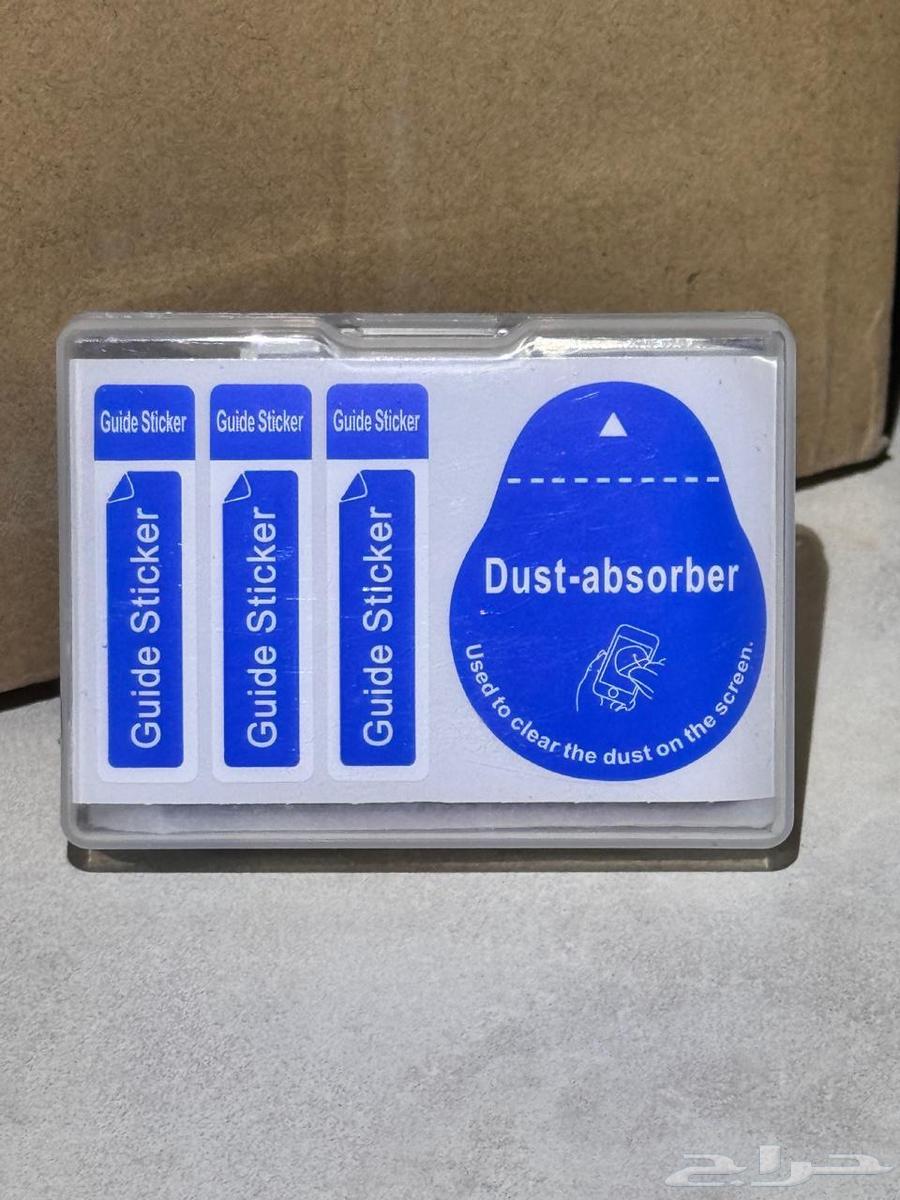 Guide Sticker
Guide Sticker
Guide Sticker
Guide Sticker
Guide Sticker
Guide Sticker
Dust-absorber
Used to clear the dust on the screen.
حراج